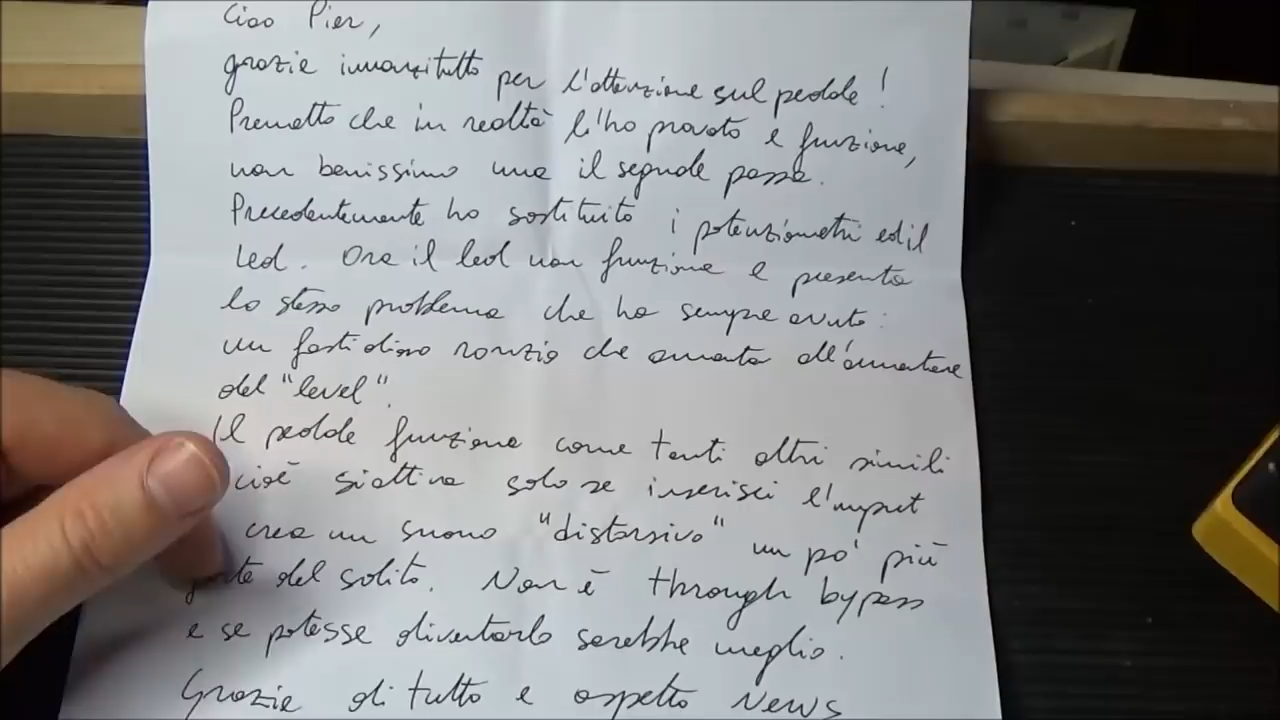 Ciao Pier,
grazie innanzitutto per l'attenzione sul pedale!
Premetto che in realtà l'ho provato e funziona,
non benissimo ma il segnale passa.
Precedentemente ho sostituito i potenziometri ed il
led. Ora il led non funziona e presenta
lo stesso problema che ha sempre avuto:
un fastidioso ronzio che aumenta all'aumentare
del "level".
Il pedale funziona come tanti altri simili
cioè si attiva solo se inserisci l'input
crea un suono "distorsivo" un po' più
forte del solito. Non è through bypass
e se potesse diventarlo sarebbe meglio.
Grazie di tutto e aspetto News